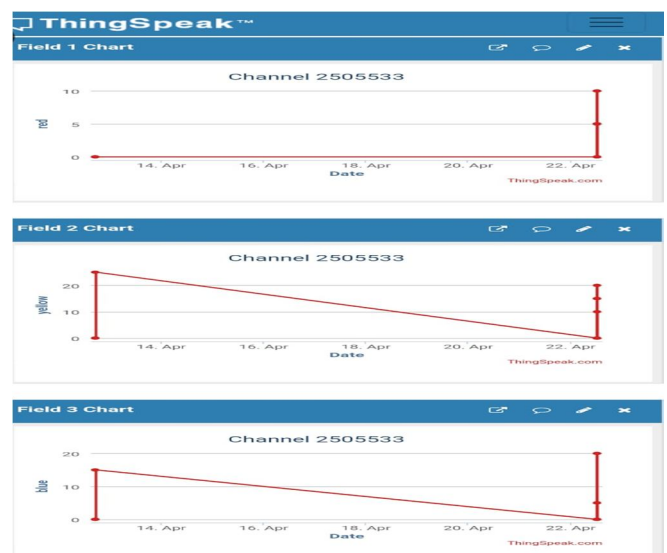 ThingSpeak™
Field 1 Chart
Channel 2505533
10
5
0
red
14. Apr 16. Apr 18. Apr 20. Apr 22. Apr
Date
ThingSpeak.com
Field 2 Chart
Channel 2505533
20
10
0
yellow
14. Apr 16. Apr 18. Apr 20. Apr 22. Apr
Date
ThingSpeak.com
Field 3 Chart
Channel 2505533
20
10
0
blue
14. Apr 16. Apr 18. Apr 20. Apr 22. Apr
Date
ThingSpeak.com